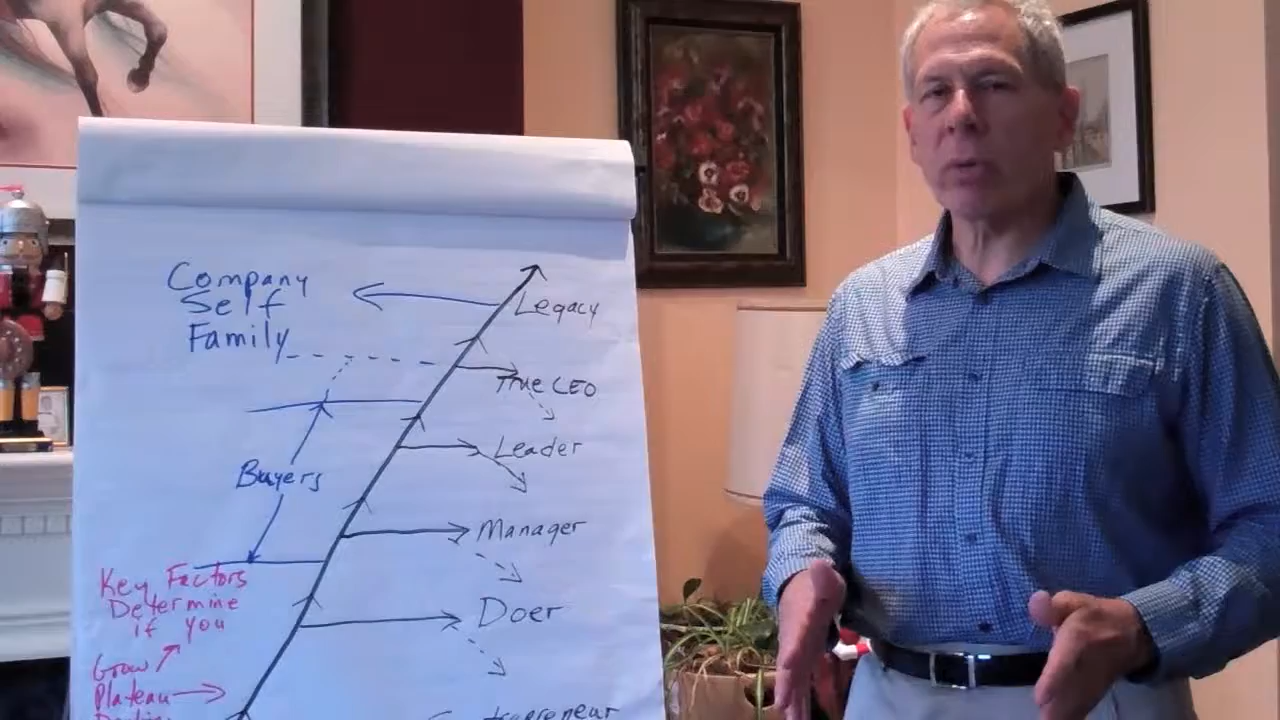 Company
Self
Family
Buyers
Key Factors
Determine
if you
Grow
Plateau
Legacy
True CEO
Leader
Manager
Doer